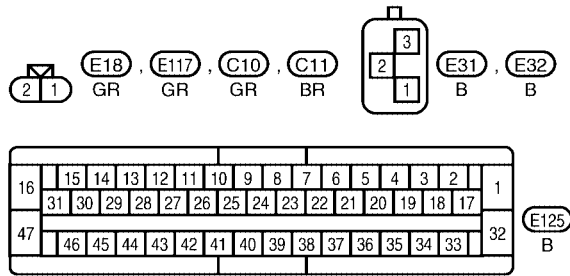 2 1 E18 , E117 , C10 , C11 3 2 1 E31 , E32
GR GR GR BR B B
16 15 14 13 12 11 10 9 8 7 6 5 4 3 2 1
31 30 29 28 27 26 25 24 23 22 21 20 19 18 17
47 46 45 44 43 42 41 40 39 38 37 36 35 34 33 32 E125
B